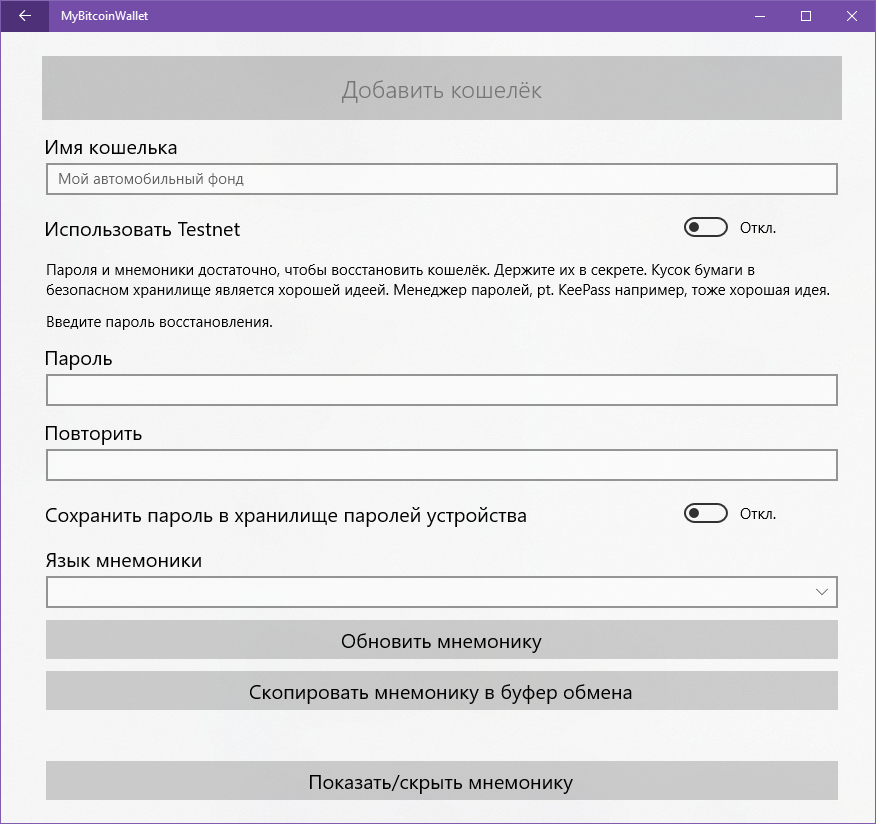 MyBitcoinWallet
Добавить кошелёк
Имя кошелька
Мой автомобильный фонд
Использовать Testnet
Откл.
Пароля и мнемоники достаточно, чтобы восстановить кошелёк. Держите их в секрете. Кусок бумаги в
безопасном хранилище является хорошей идеей. Менеджер паролей, pt. KeePass например, тоже хорошая идея.
Введите пароль восстановления.
Пароль
Повторить
Сохранить пароль в хранилище паролей устройства
Откл.
Язык мнемоники
Обновить мнемонику
Скопировать мнемонику в буфер обмена
Показать/скрыть мнемонику